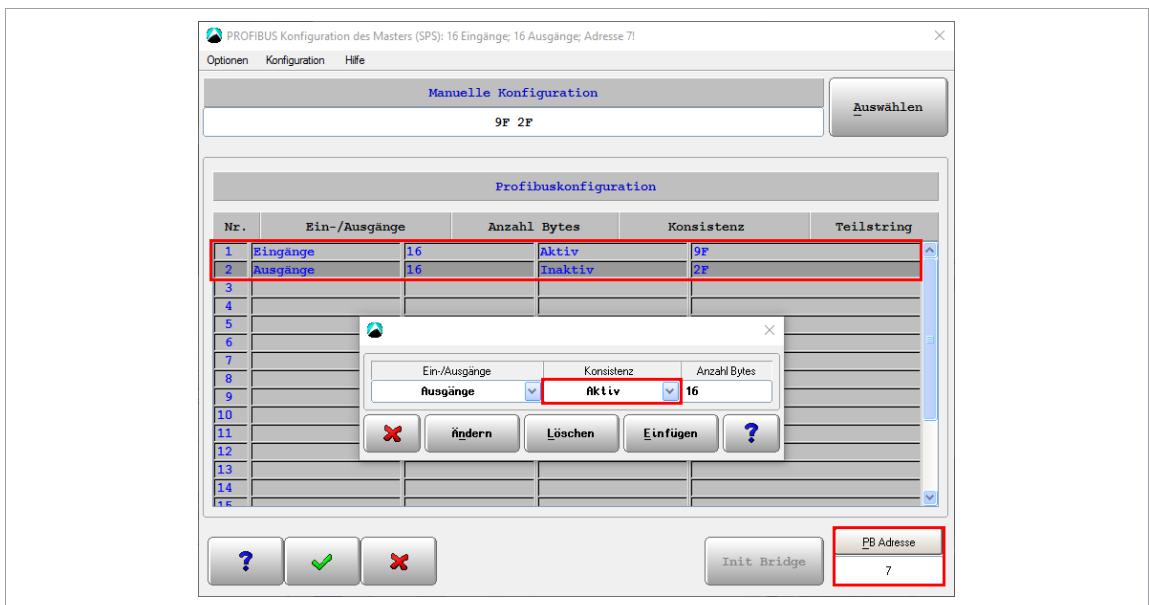 PROFIBUS Konfiguration des Masters (SPS): 16 Eingänge; 16 Ausgänge; Adresse 7!
Optionen Konfiguration Hilfe
Manuelle Konfiguration
Auswählen
9F 2F
Profibuskonfiguration
Nr. Ein-/Ausgänge Anzahl Bytes Konsistenz Teilstring
1 Eingänge 16 Aktiv 9F
2 Ausgänge 16 Inaktiv 2F
3
4
5
6
7
8
9
10
11
12
13
14
15
Ein-/Ausgänge Konsistenz Anzahl Bytes
Ausgänge Aktiv 16
Ändern Löschen Einfügen ?
? Init Bridge
PB Adresse
7